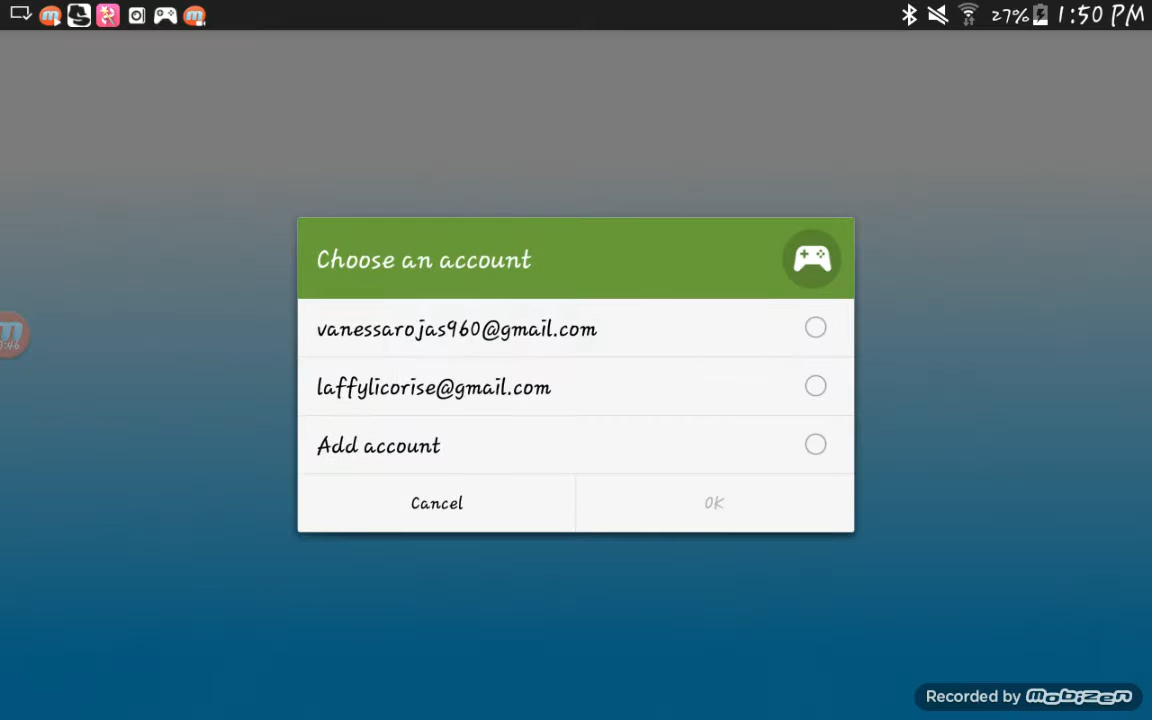 27% 1:50 PM
Choose an account
vanessarojas960@gmail.com
laffylicorise@gmail.com
Add account
Cancel OK
Recorded by mobizen